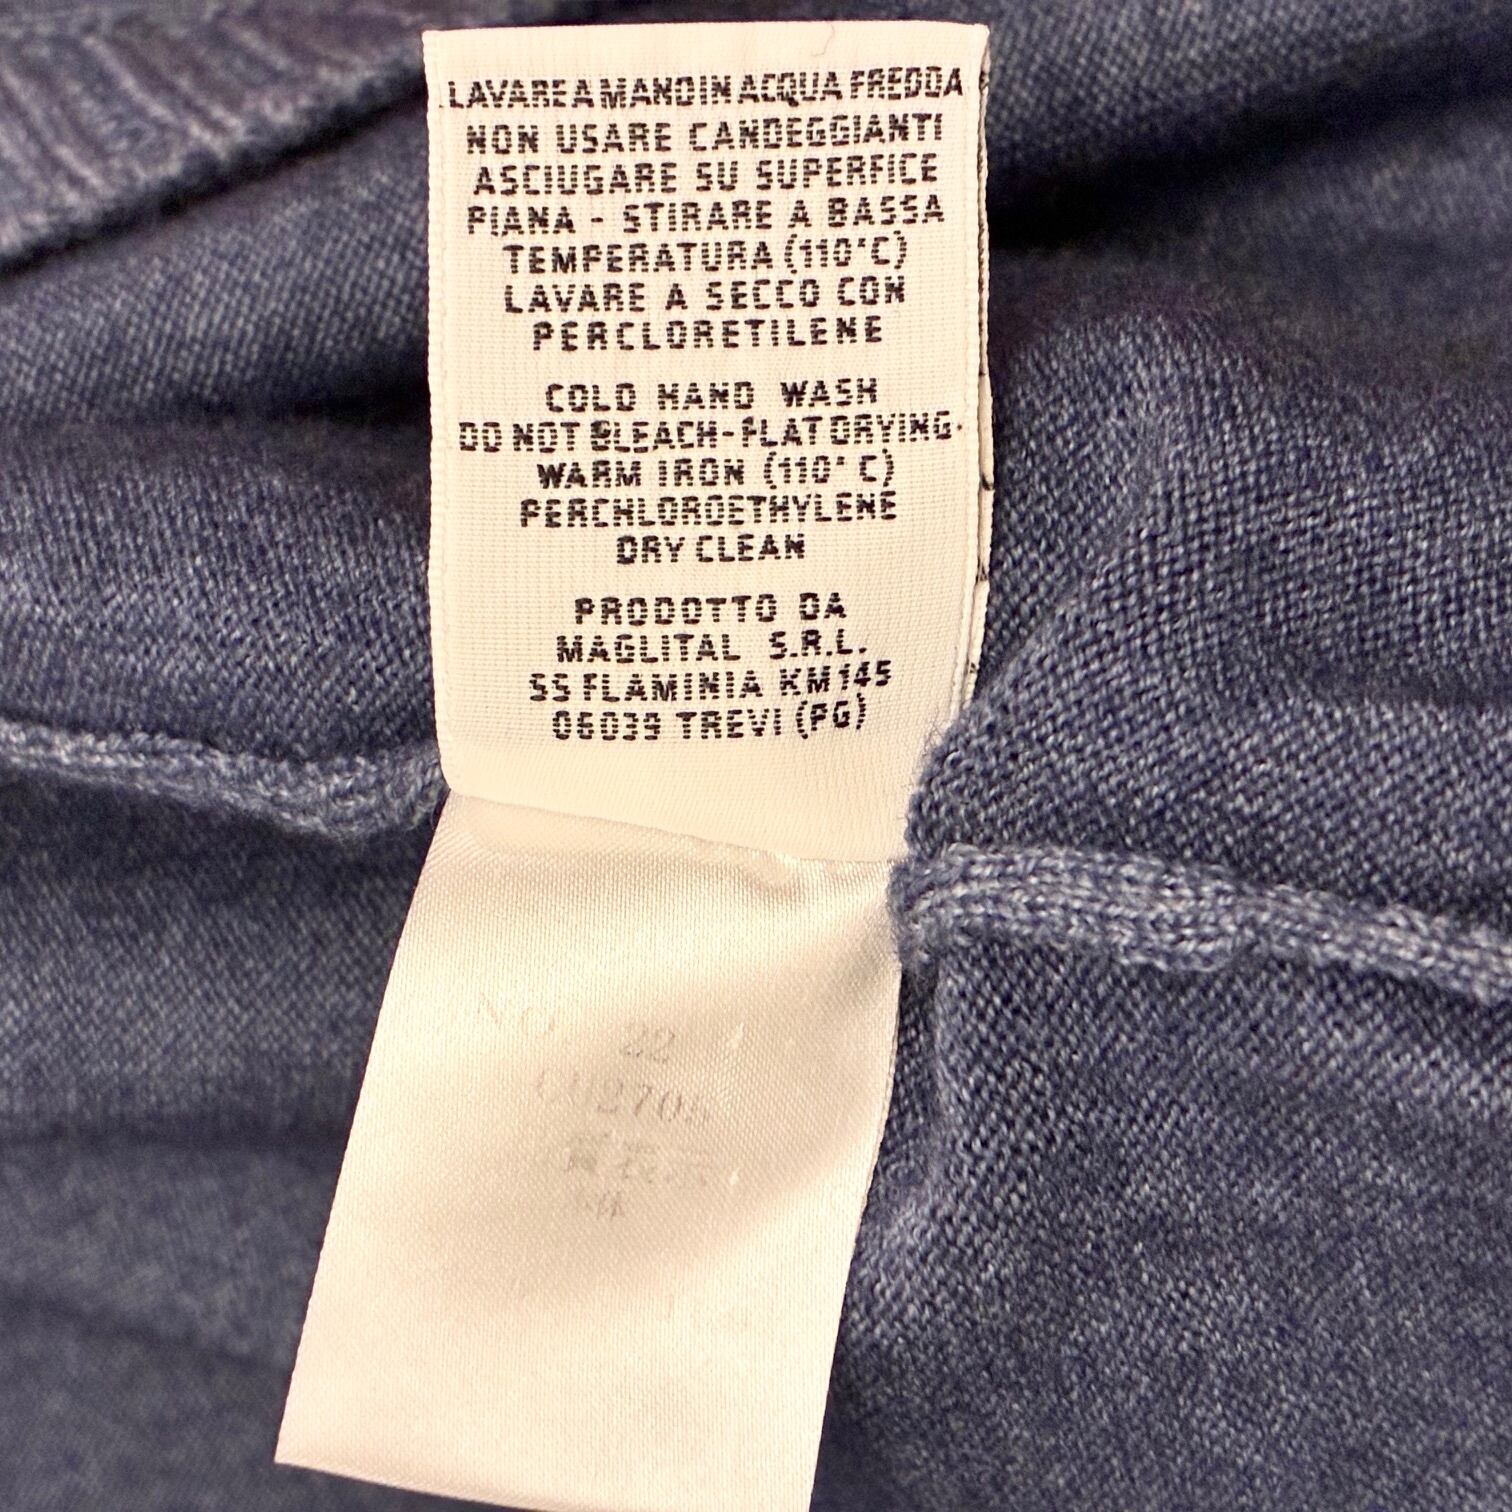 LAVARE A MANO IN ACQUA FREDDA
NON USARE CANDEGGIANTI
ASCIUGARE SU SUPERFICE
PIANA - STIRARE A BASSA
TEMPERATURA (110°C)
LAVARE A SECCO CON
PERCLORETILENE
COLD HAND WASH
DO NOT BLEACH-FLAT DRYING.
WARM IRON (110° C)
PERCHLOROETHYLENE
DRY CLEAN
PRODOTTO DA
MAGLITAL S.R.L.
SS FLAMINIA KM 145
06039 TREVI (PG)
NO. 22